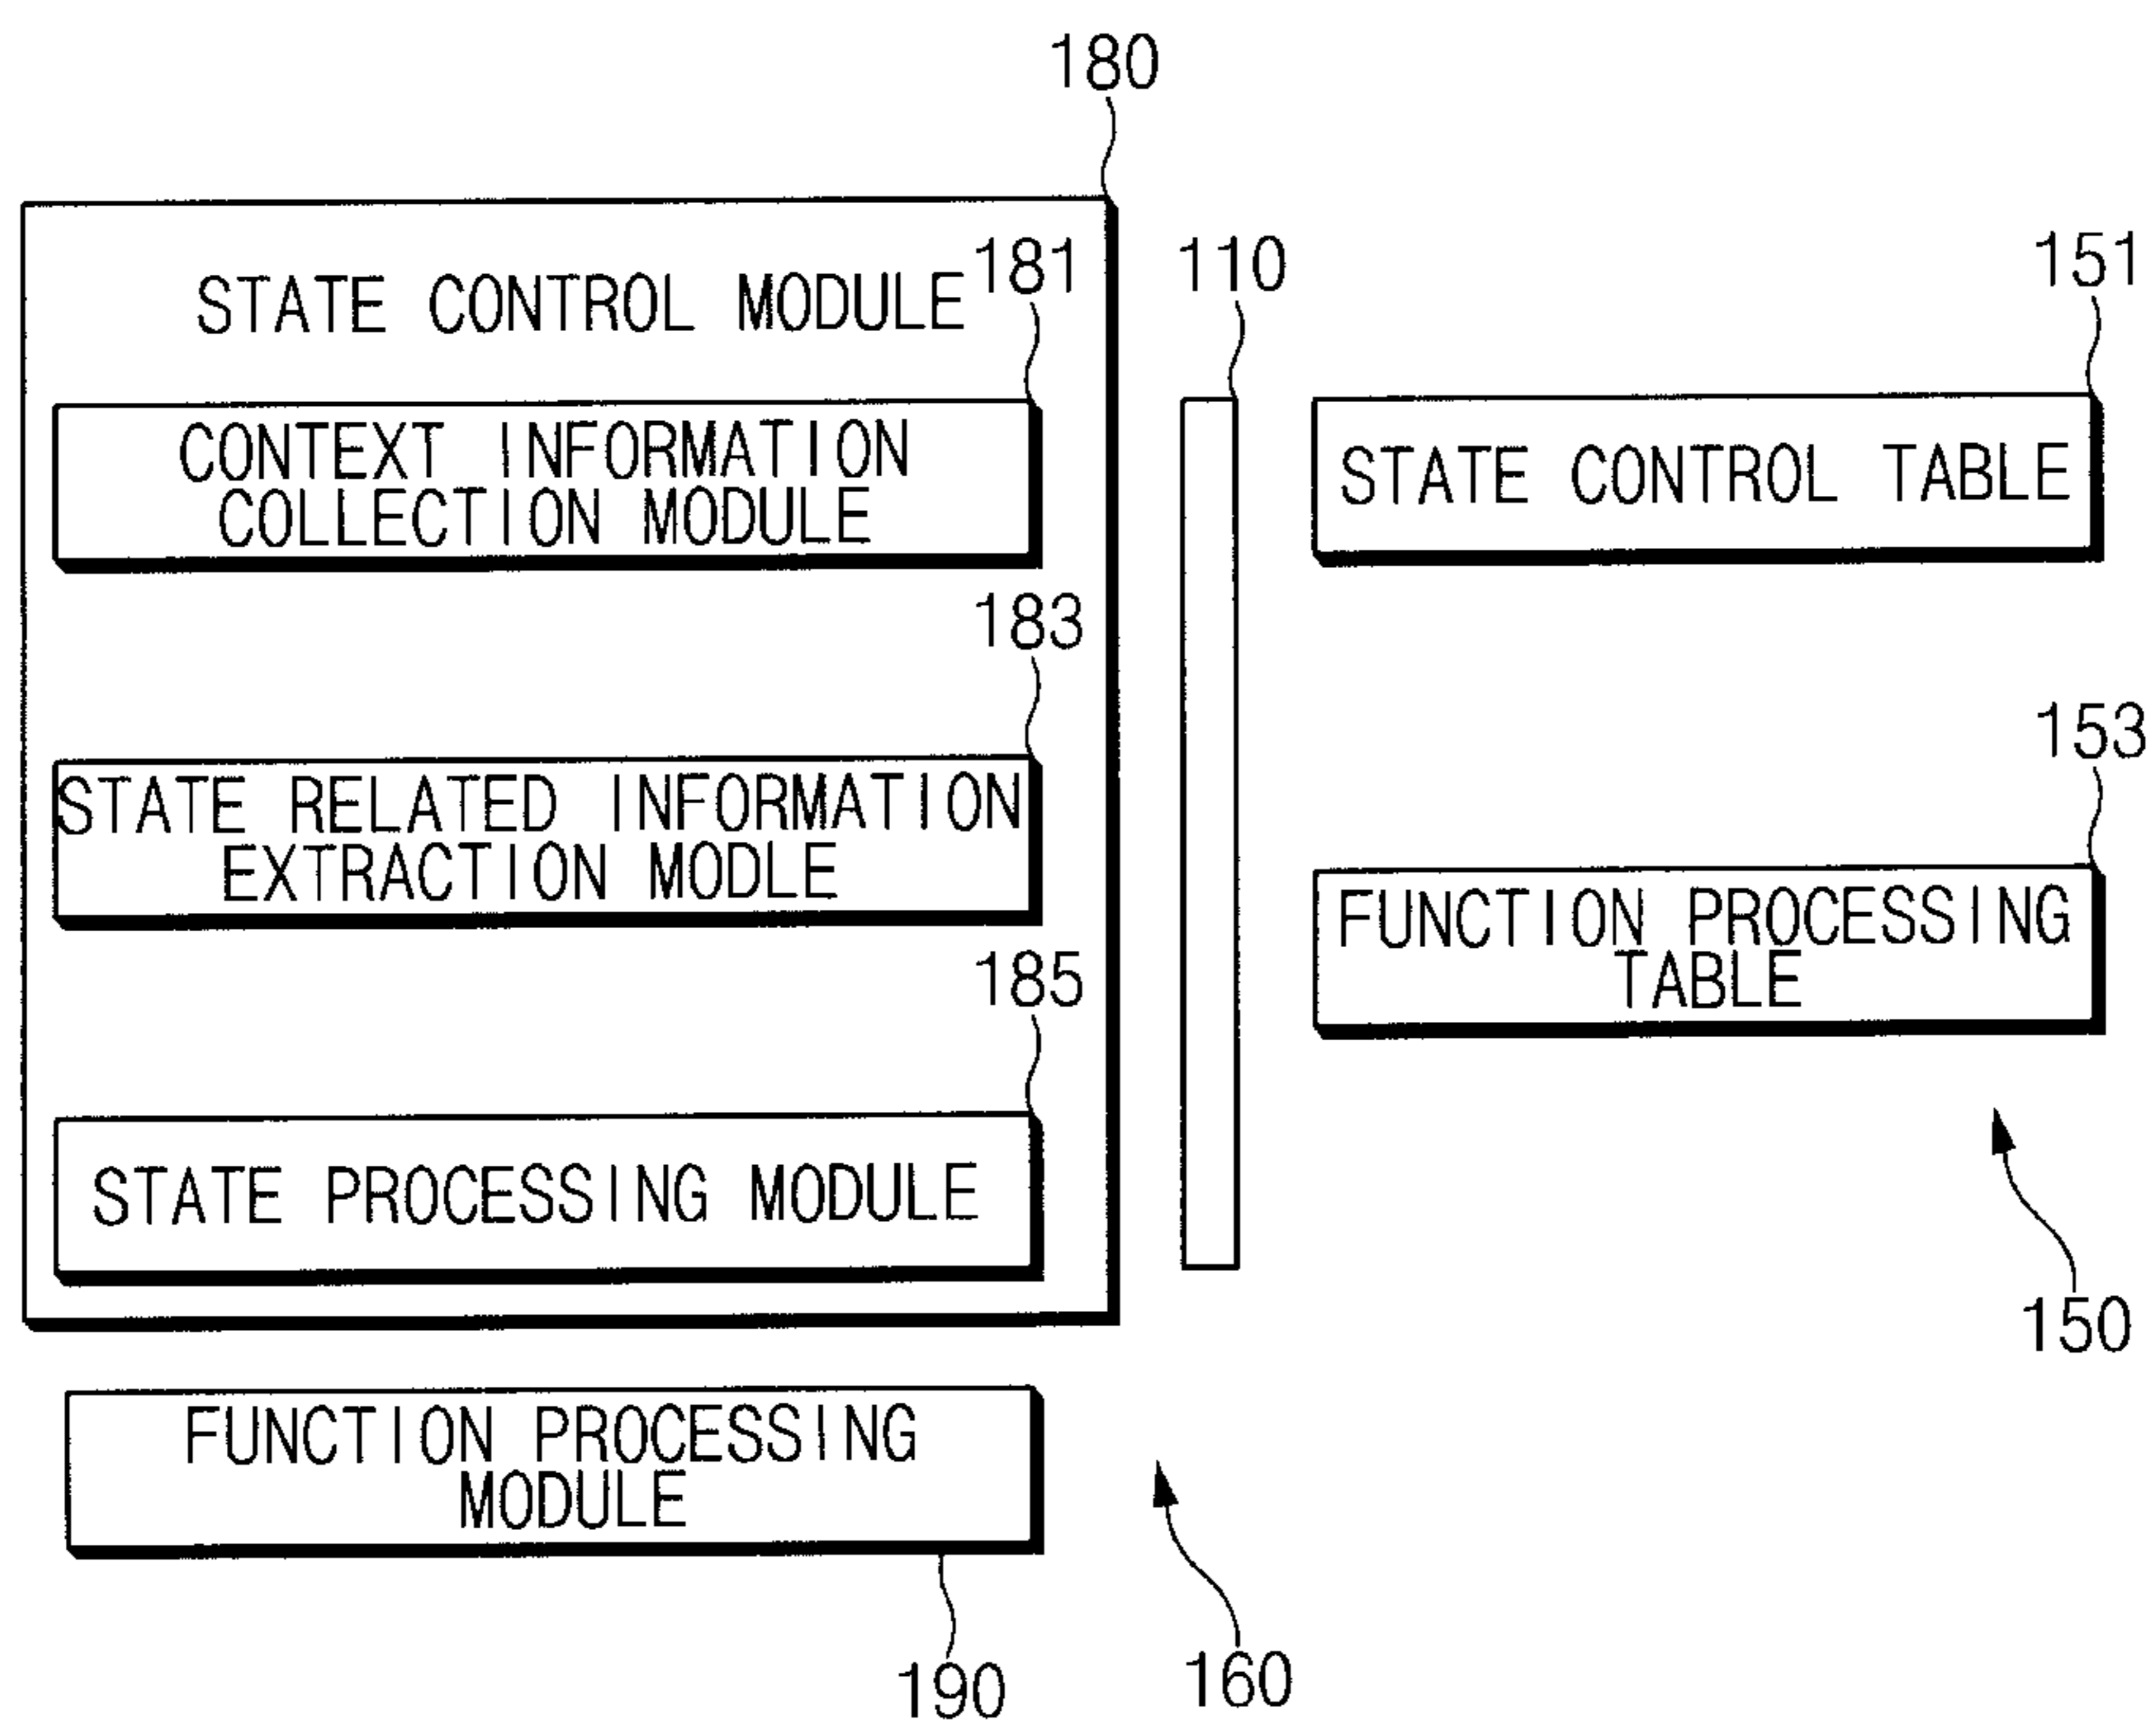 180
STATE CONTROL MODULE
181
CONTEXT INFORMATION
COLLECTION MODULE
183
STATE RELATED INFORMATION
EXTRACTION MODLE
185
STATE PROCESSING MODULE
FUNCTION PROCESSING
MODULE
190
160
110
151
STATE CONTROL TABLE
153
FUNCTION PROCESSING
TABLE
150